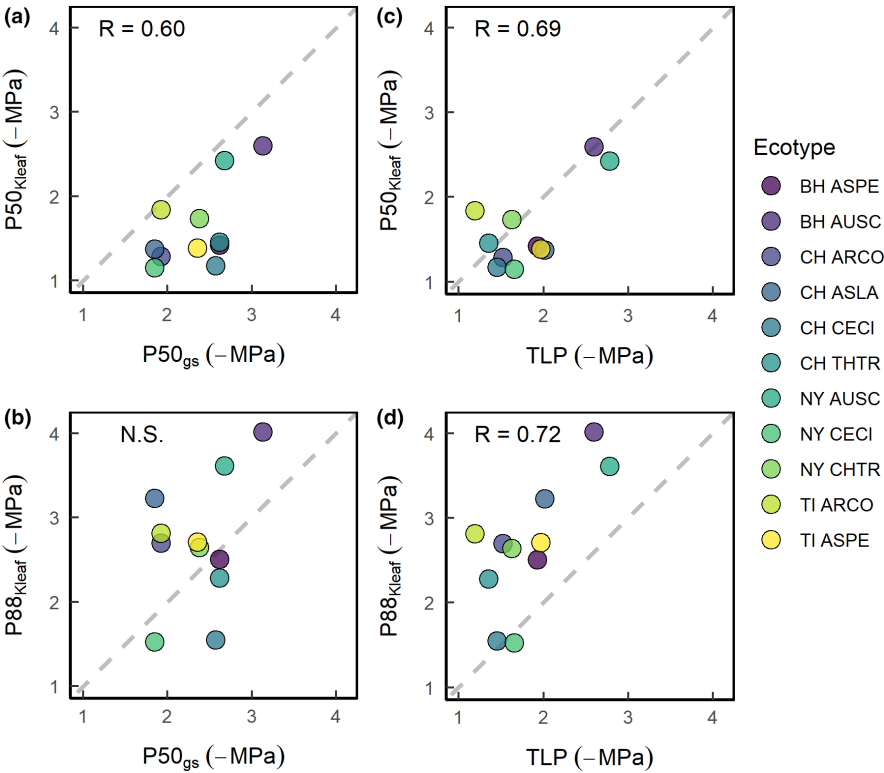 (a)
R = 0.60
P50Kleaf (−MPa)
4
3
2
1
1 2 3 4
P50gs (−MPa)
(c)
R = 0.69
P50Kleaf (−MPa)
4
3
2
1
1 2 3 4
TLP (−MPa)
(b)
N.S.
P88Kleaf (−MPa)
4
3
2
1
1 2 3 4
P50gs (−MPa)
(d)
R = 0.72
P88Kleaf (−MPa)
4
3
2
1
1 2 3 4
TLP (−MPa)
Ecotype
BH ASPE
BH AUSC
CH ARCO
CH ASLA
CH CECI
CH THTR
NY AUSC
NY CECI
NY CHTR
TI ARCO
TI ASPE